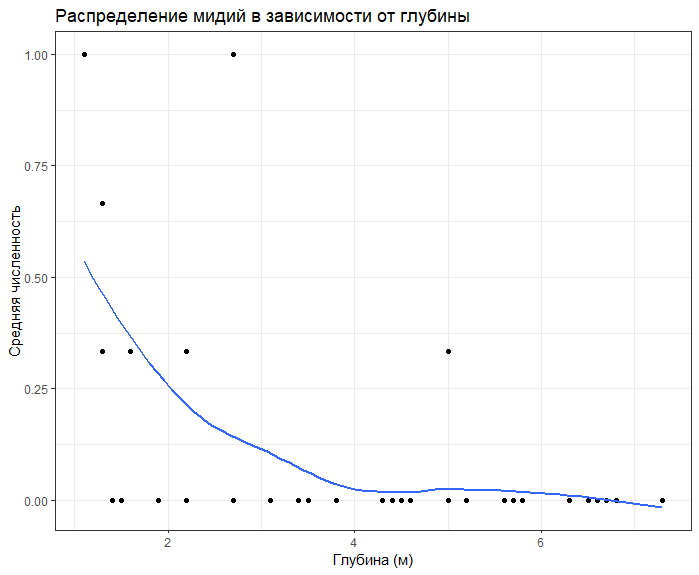 Распределение мидий в зависимости от глубины
Средняя численность
1.00
0.75
0.50
0.25
0.00
2
4
6
Глубина (м)